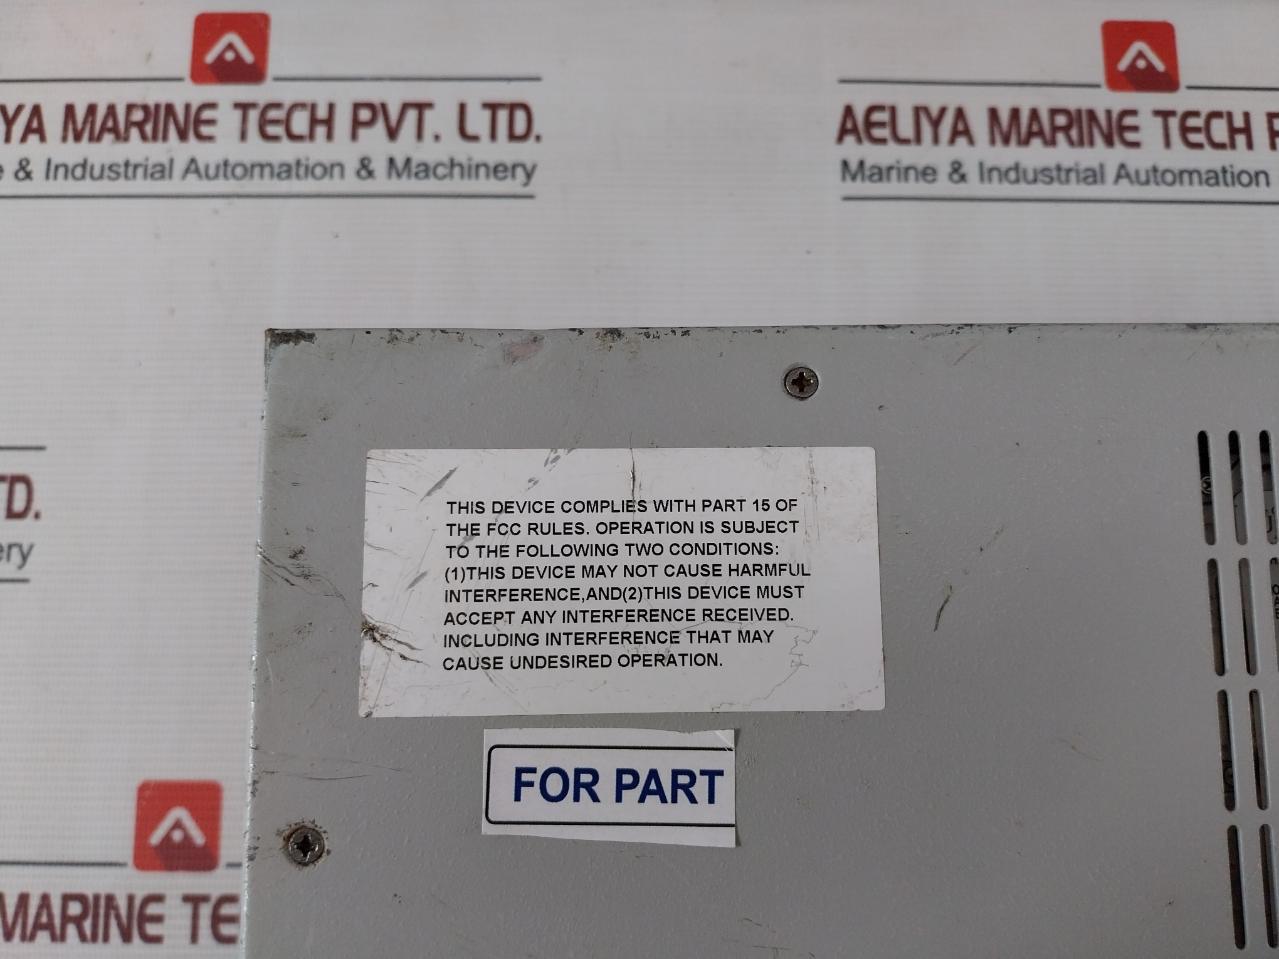 YA MARINE TECH PVT. LTD.
& Industrial Automation & Machinery
AELIYA MARINE TECH
Marine & Industrial Automation
TD.
ery
THIS DEVICE COMPLIES WITH PART 15 OF
THE FCC RULES. OPERATION IS SUBJECT
TO THE FOLLOWING TWO CONDITIONS:
(1)THIS DEVICE MAY NOT CAUSE HARMFUL
INTERFERENCE,AND(2)THIS DEVICE MUST
ACCEPT ANY INTERFERENCE RECEIVED.
INCLUDING INTERFERENCE THAT MAY
CAUSE UNDESIRED OPERATION.
FOR PART
MARINE TE